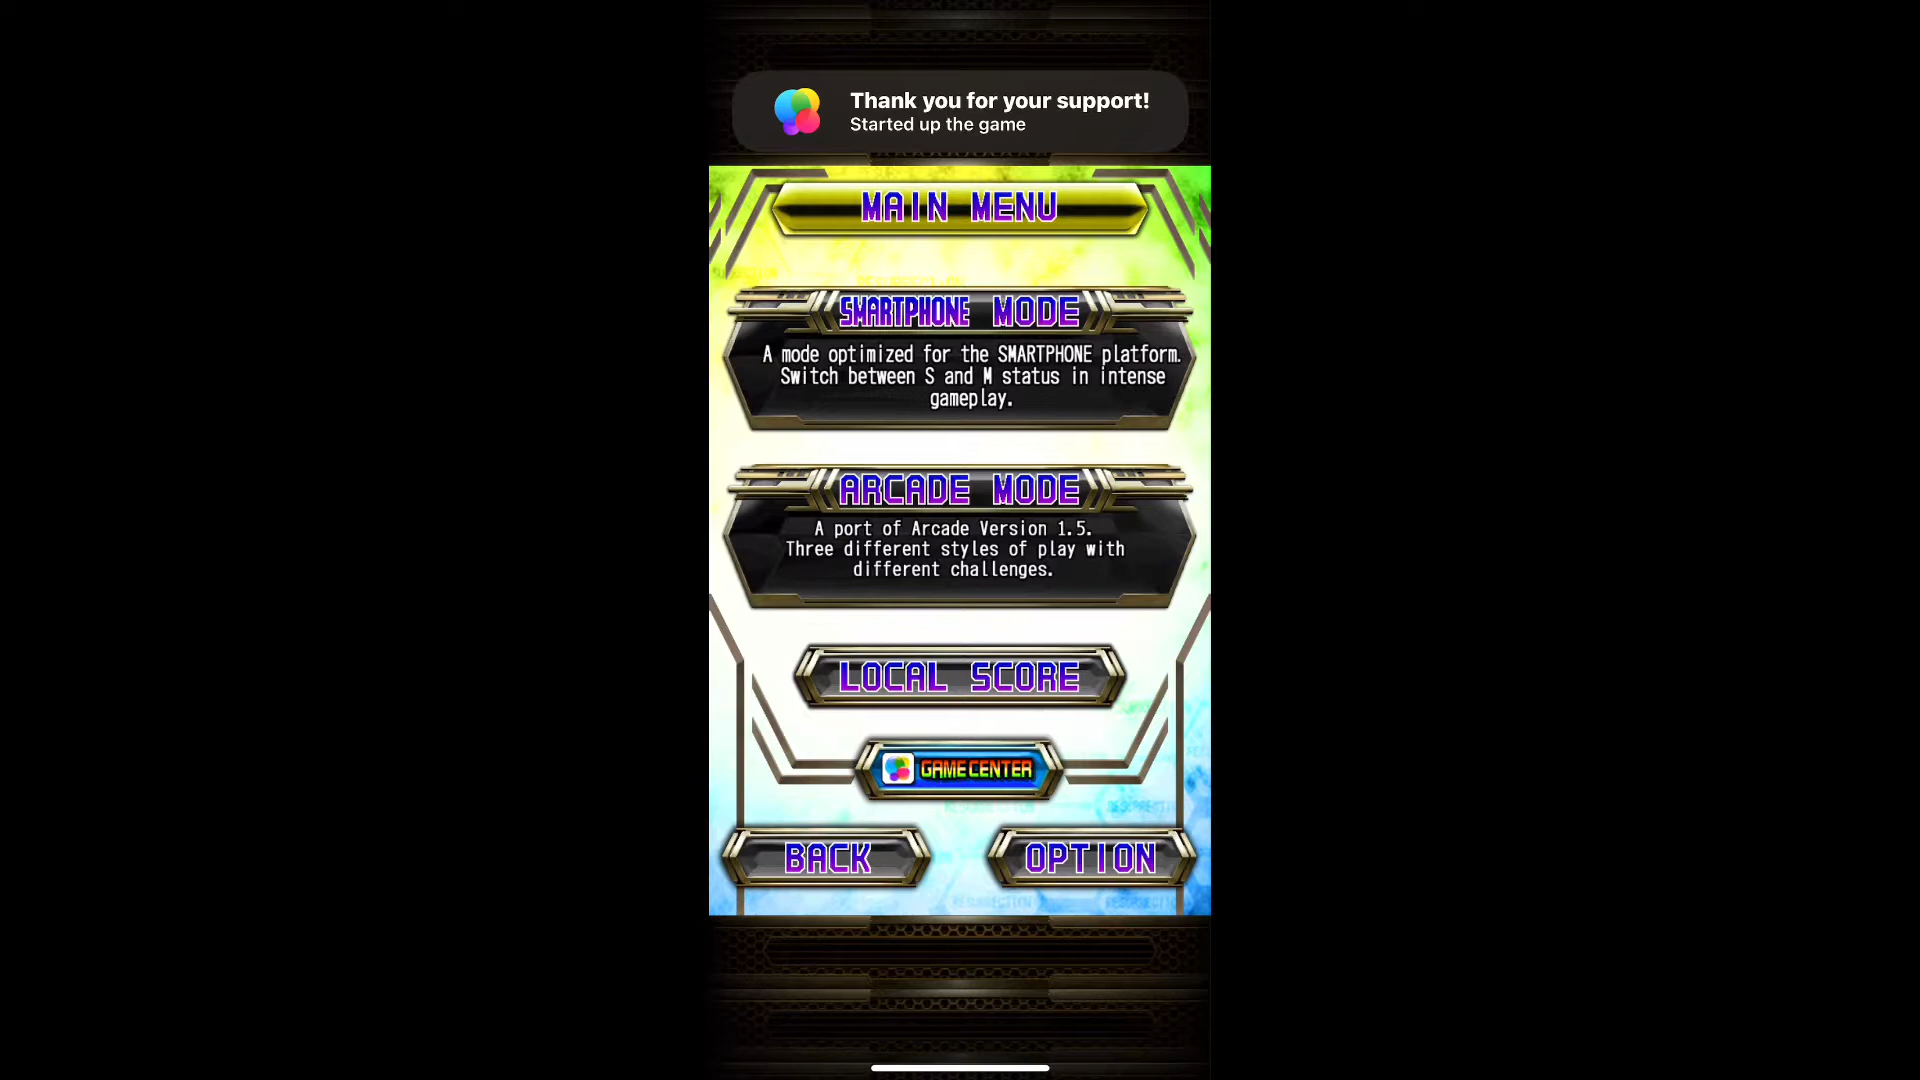 Thank you for your support!
Started up the game
MAIN MENU
SMARTPHONE MODE
A mode optimized for the SMARTPHONE platform.
Switch between S and M status in intense
gameplay.
ARCADE MODE
A port of Arcade Version 1.5.
Three different styles of play with
different challenges.
LOCAL SCORE
GAME CENTER
BACK
OPTION